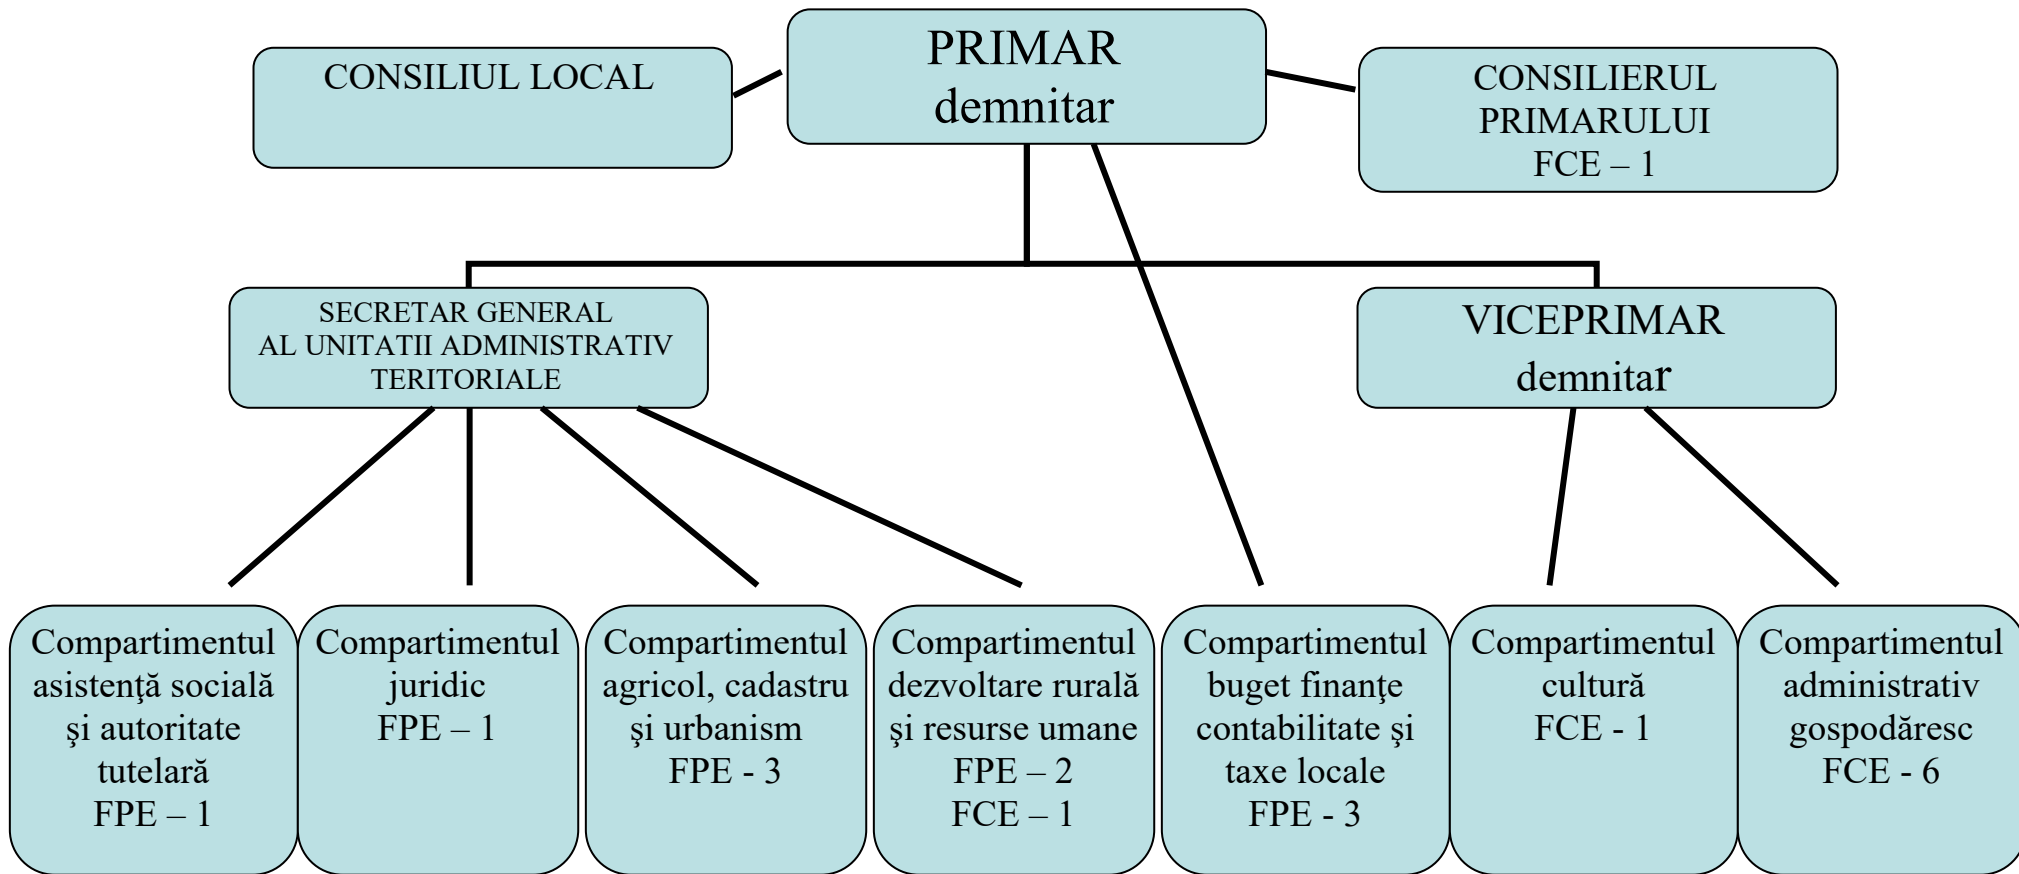 PRIMAR
demnitar
CONSILIUL LOCAL
CONSILIERUL
PRIMARULUI
FCE – 1
SECRETAR GENERAL
AL UNITATII ADMINISTRATIV
TERITORIALE
VICEPRIMAR
demnitar
Compartimentul
asistenţă socială
şi autoritate
tutelară
FPE – 1
Compartimentul
juridic
FPE – 1
Compartimentul
agricol, cadastru
şi urbanism
FPE - 3
Compartimentul
dezvoltare rurală
şi resurse umane
FPE – 2
FCE – 1
Compartimentul
buget finanţe
contabilitate şi
taxe locale
FPE - 3
Compartimentul
cultură
FCE - 1
Compartimentul
administrativ
gospodăresc
FCE - 6